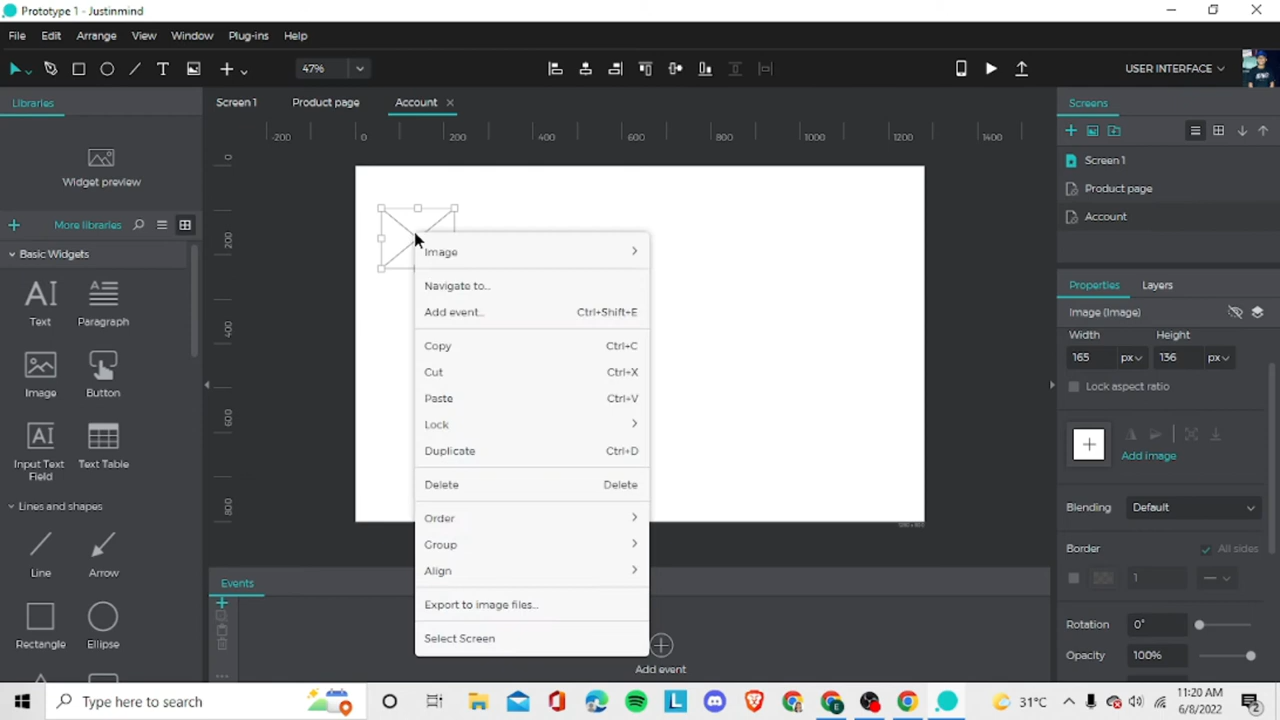 Prototype 1 - Justinmind
File Edit Arrange View Window Plug-ins Help
47% USER INTERFACE
Libraries
Screen 1 Product page Account
Screens
-200 0 200 400 600 800 1000 1200 1400
0
200
400
600
800
Widget preview
More libraries
Basic Widgets
Text Paragraph
Image Button
Input Text Field Text Table
Lines and shapes
Line Arrow
Rectangle Ellipse
Image
Navigate to...
Add event... Ctrl+Shift+E
Copy Ctrl+C
Cut Ctrl+X
Paste Ctrl+V
Lock
Duplicate Ctrl+D
Delete Delete
Order
Group
Align
Export to image files...
Select Screen
Events
Add event
Screen 1
Product page
Account
Properties Layers
Image (Image)
Width Height
165 px 136 px
Lock aspect ratio
Add image
Blending Default
Border All sides
1
Rotation 0°
Opacity 100%
Type here to search
31°C
11:20 AM
6/8/2022
2